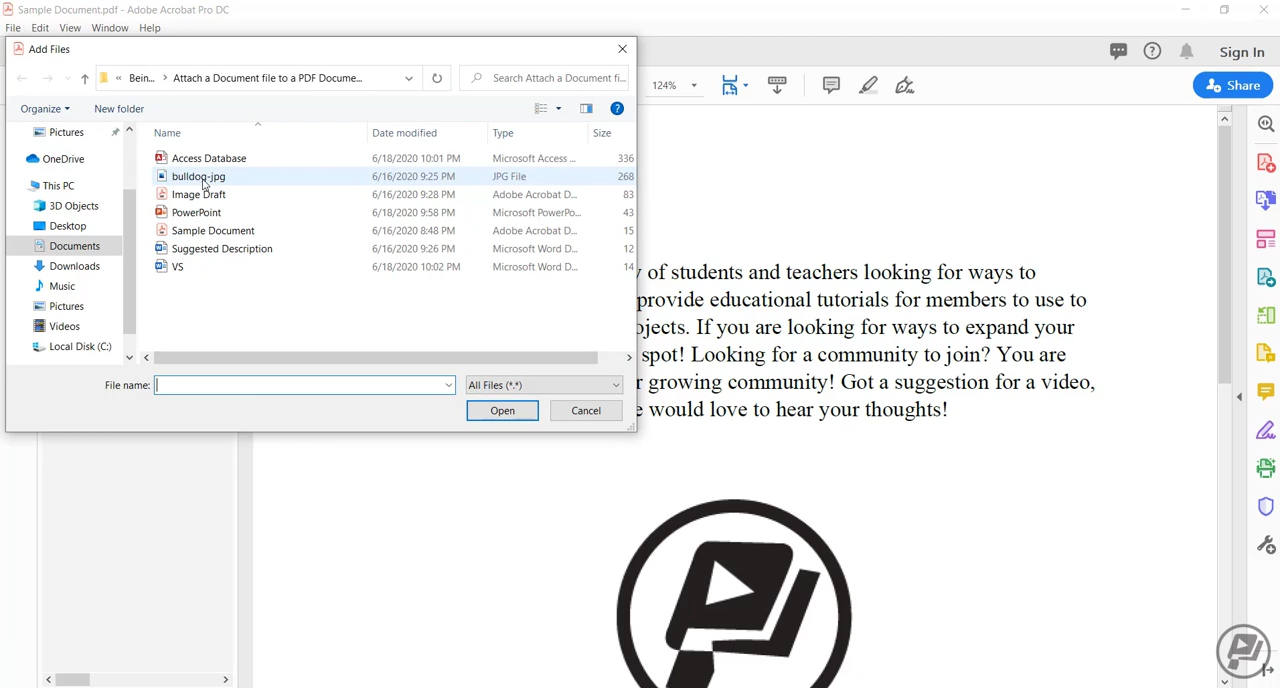 Sample Document.pdf - Adobe Acrobat Pro DC
File Edit View Window Help
Add Files
Sign In
« Bein... > Attach a Document file to a PDF Docume...
Search Attach a Document fi...
124%
Share
Organize New folder
Name Date modified Type Size
Pictures
OneDrive
This PC
3D Objects
Desktop
Documents
Downloads
Music
Pictures
Videos
Local Disk (C:)
Access Database 6/18/2020 10:01 PM Microsoft Access ... 336
bulldog-jpg 6/16/2020 9:25 PM JPG File 268
Image Draft 6/16/2020 9:28 PM Adobe Acrobat D... 83
PowerPoint 6/18/2020 9:58 PM Microsoft PowerPo... 43
Sample Document 6/16/2020 8:48 PM Adobe Acrobat D... 15
Suggested Description 6/16/2020 9:26 PM Microsoft Word D... 12
VS 6/18/2020 10:02 PM Microsoft Word D... 14
File name: All Files (*.*)
Open Cancel
of students and teachers looking for ways to
provide educational tutorials for members to use to
ojects. If you are looking for ways to expand your
spot! Looking for a community to join? You are
r growing community! Got a suggestion for a video,
e would love to hear your thoughts!